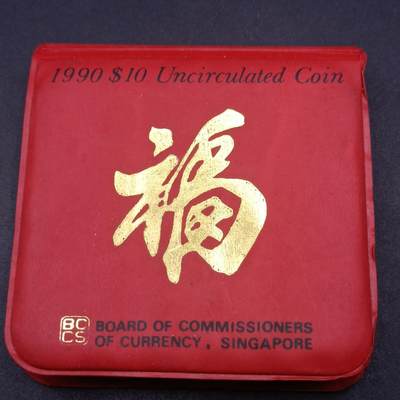 1990 $10 Uncirculated Coin
福
BC BOARD OF COMMISSIONERS
CS OF CURRENCY, SINGAPORE